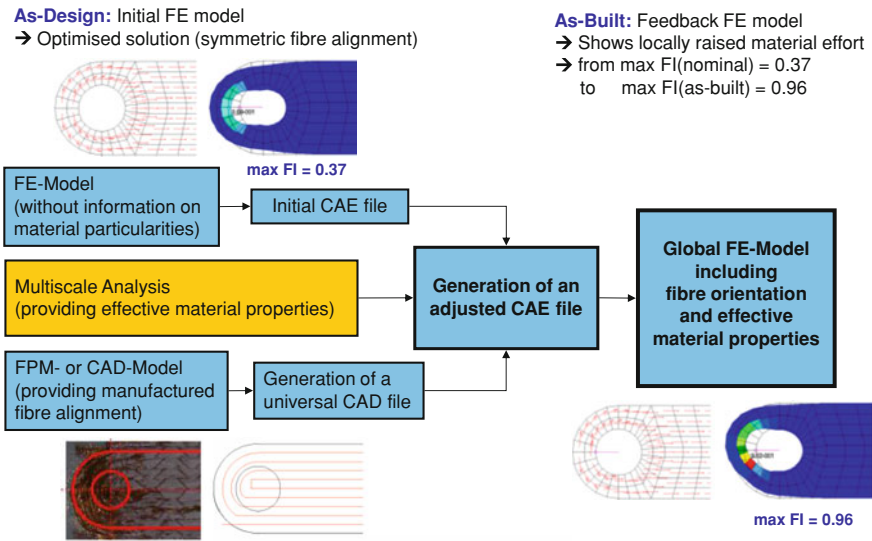 As-Design: Initial FE model
→ Optimised solution (symmetric fibre alignment)
As-Built: Feedback FE model
→ Shows locally raised material effort
→ from max FI(nominal) = 0.37
to max FI(as-built) = 0.96
max FI = 0.37
FE-Model
(without information on
material particularities)
Initial CAE file
Multiscale Analysis
(providing effective material properties)
Generation of an
adjusted CAE file
Global FE-Model
including
fibre orientation
and effective
material properties
FPM- or CAD-Model
(providing manufactured
fibre alignment)
Generation of a
universal CAD file
max FI = 0.96